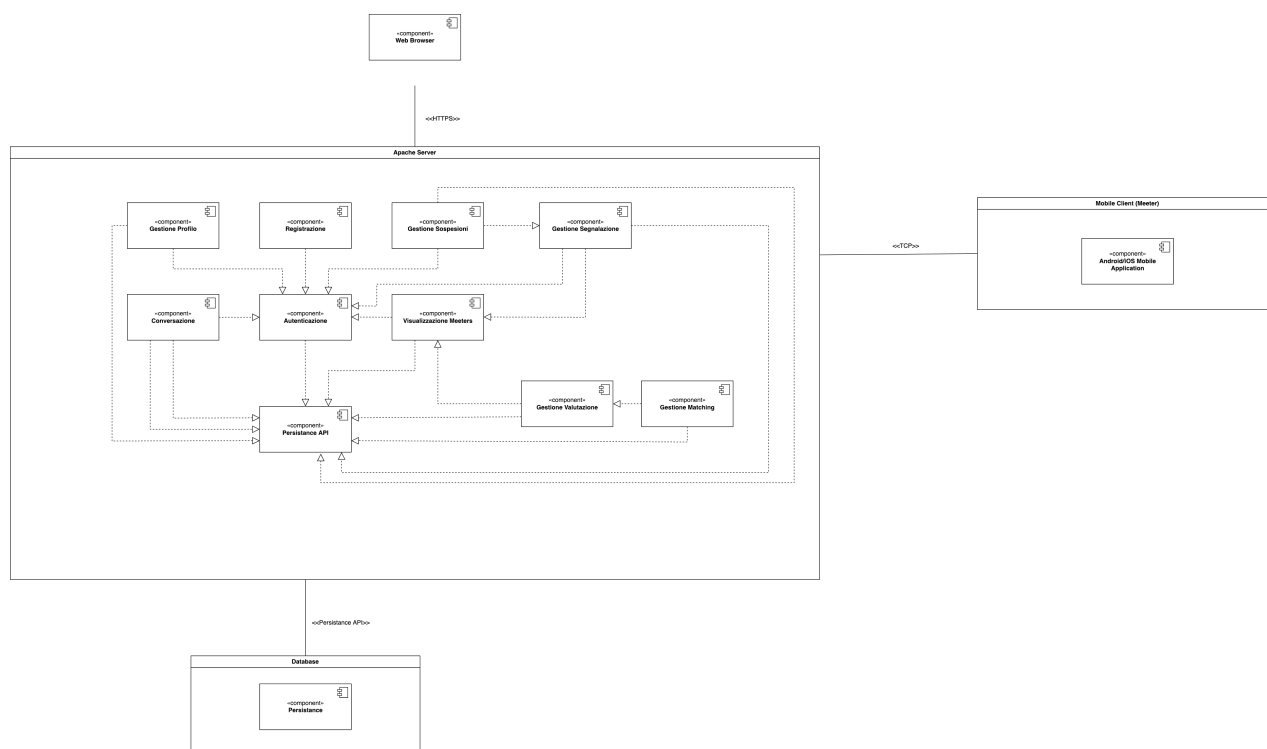 «component»
Web Browser
<<HTTPS>>
Apache Server
«component»
Gestione Profilo
«component»
Registrazione
«component»
Gestione Sospesioni
«component»
Gestione Segnalazione
Mobile Client (Meeter)
<<TCP>>
«component»
Android/iOS Mobile
Application
«component»
Conversazione
«component»
Autenticazione
«component»
Visualizzazione Meeters
«component»
Gestione Valutazione
«component»
Gestione Matching
«component»
Persistance API
<<Persistance API>>
Database
«component»
Persistance